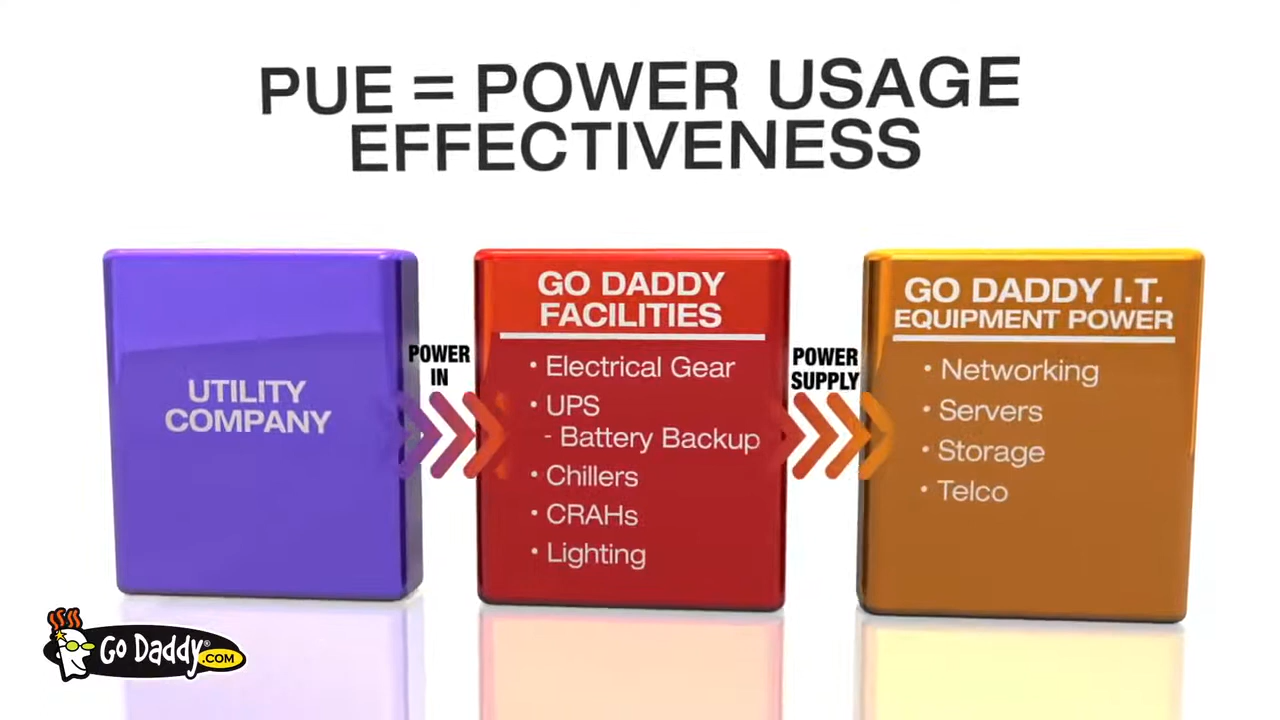 PUE = POWER USAGE
EFFECTIVENESS
UTILITY
COMPANY
POWER
IN
GO DADDY
FACILITIES
• Electrical Gear
• UPS
- Battery Backup
• Chillers
• CRAHs
• Lighting
POWER
SUPPLY
GO DADDY I.T.
EQUIPMENT POWER
• Networking
• Servers
• Storage
• Telco
Go Daddy®.COM